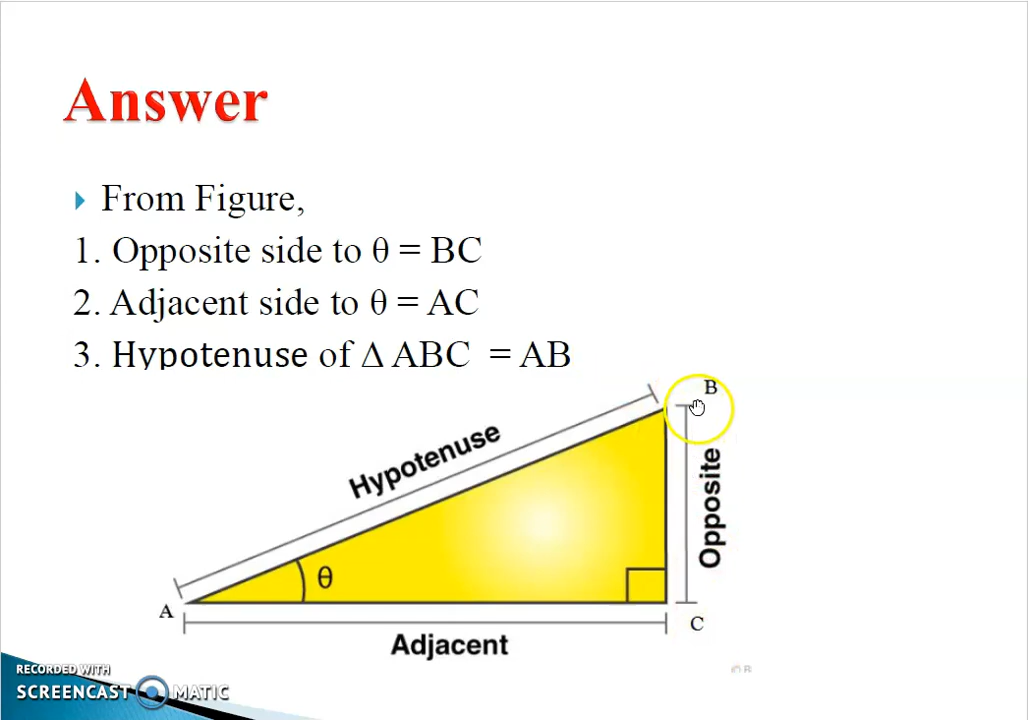 Answer
From Figure,
1. Opposite side to θ = BC
2. Adjacent side to θ = AC
3. Hypotenuse of Δ ABC = AB
B
Hypotenuse
Opposite
θ
A
C
Adjacent
RECORDED WITH
SCREENCAST MATIC